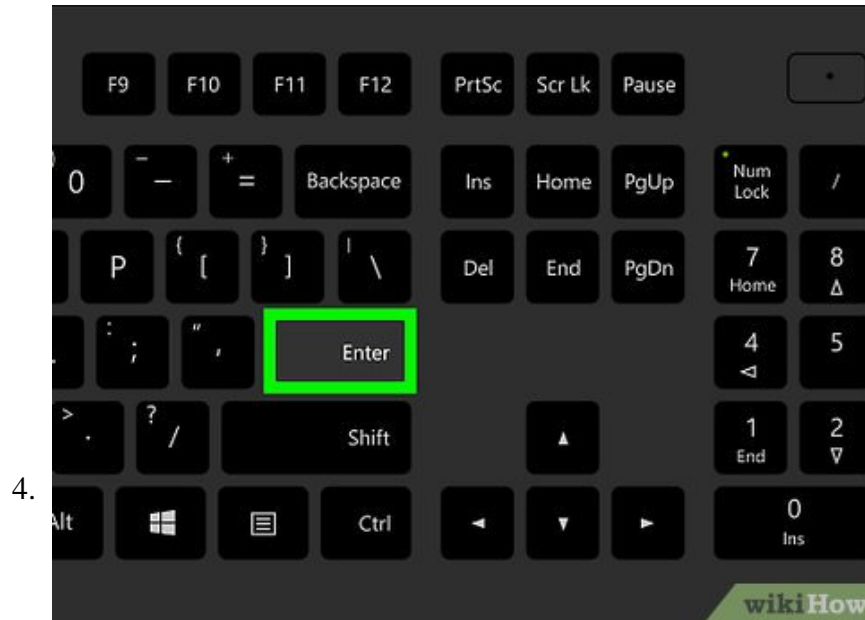 F9 F10 F11 F12 PrtSc Scr Lk Pause
0 — – + = Backspace Ins Home PgUp Num Lock /
P { [ } ] | \ Del End PgDn 7 Home 8
: ; " ' Enter 4 5
> . ? / Shift 1 End 2
4.
Alt Ctrl 0 Ins
wikiHow